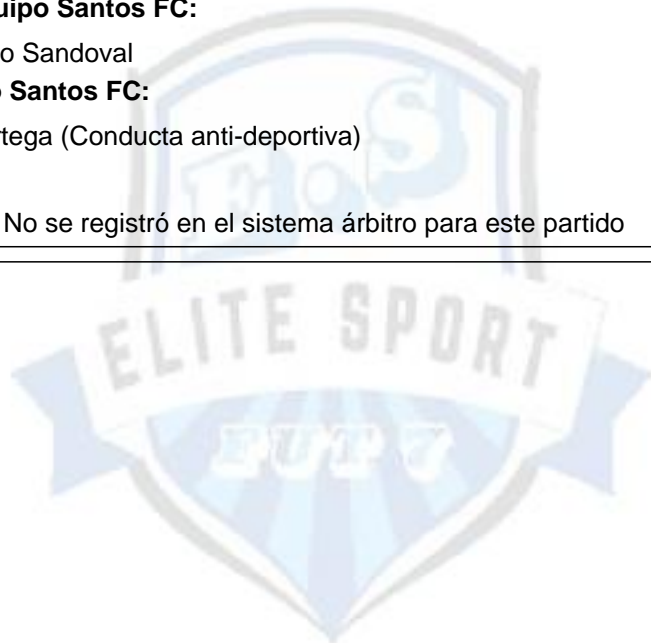 uipo Santos FC:
o Sandoval
o Santos FC:
rtega (Conducta anti-deportiva)
No se registró en el sistema árbitro para este partido
E.S
ELITE SPORT
FUT 7